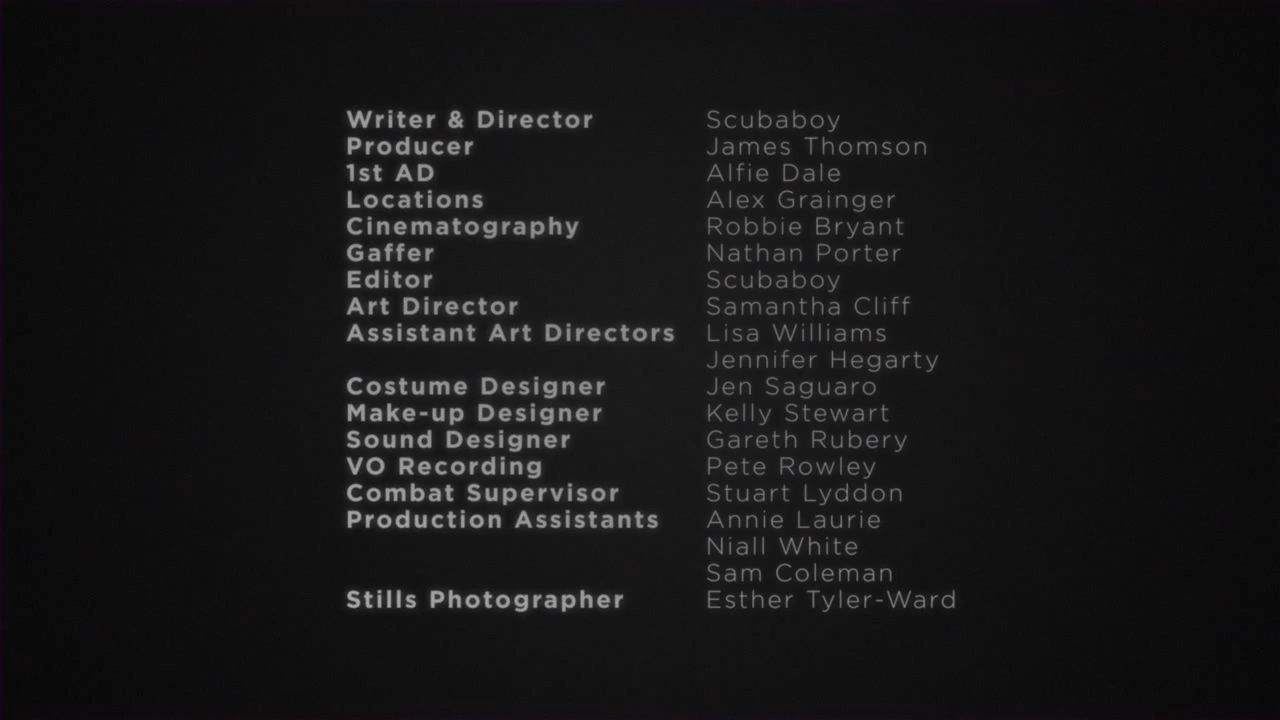 Writer & Director Scubaboy
Producer James Thomson
1st AD Alfie Dale
Locations Alex Grainger
Cinematography Robbie Bryant
Gaffer Nathan Porter
Editor Scubaboy
Art Director Samantha Cliff
Assistant Art Directors Lisa Williams
Jennifer Hegarty
Costume Designer Jen Saguaro
Make-up Designer Kelly Stewart
Sound Designer Gareth Rubery
VO Recording Pete Rowley
Combat Supervisor Stuart Lyddon
Production Assistants Annie Laurie
Niall White
Sam Coleman
Stills Photographer Esther Tyler-Ward